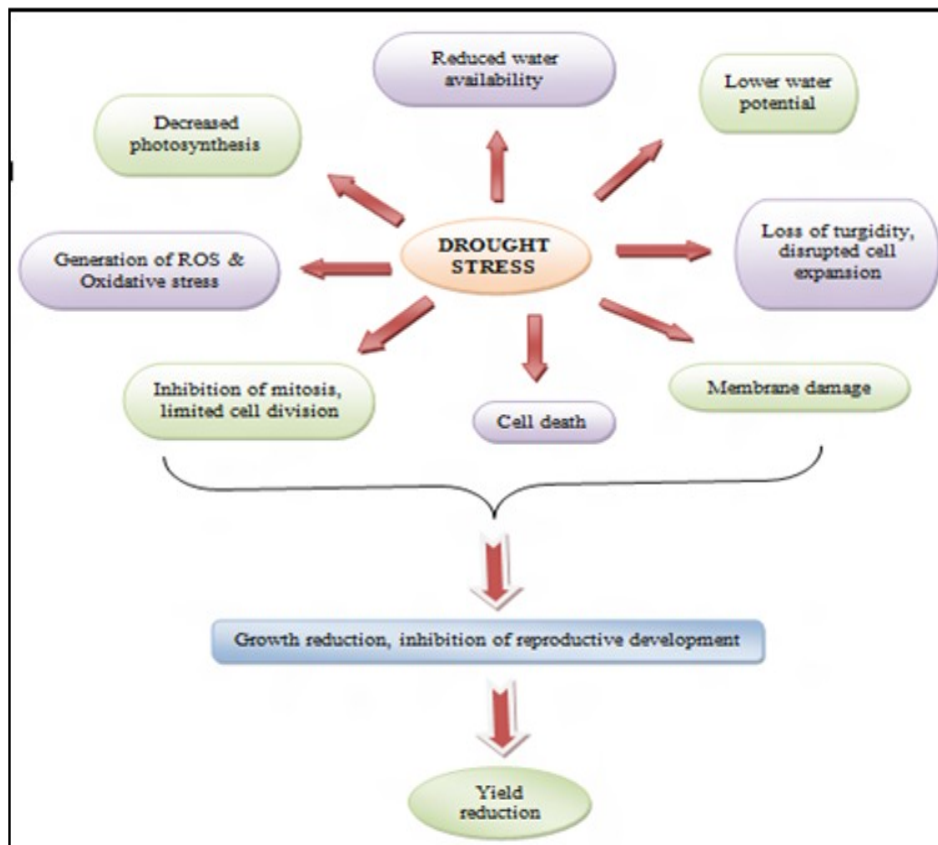 Reduced water
availability
Lower water
potential
Decreased
photosynthesis
DROUGHT
STRESS
Loss of turgidity,
disrupted cell
expansion
Generation of ROS &
Oxidative stress
Inhibition of mitosis,
limited cell division
Cell death
Membrane damage
Growth reduction, inhibition of reproductive development
Yield
reduction